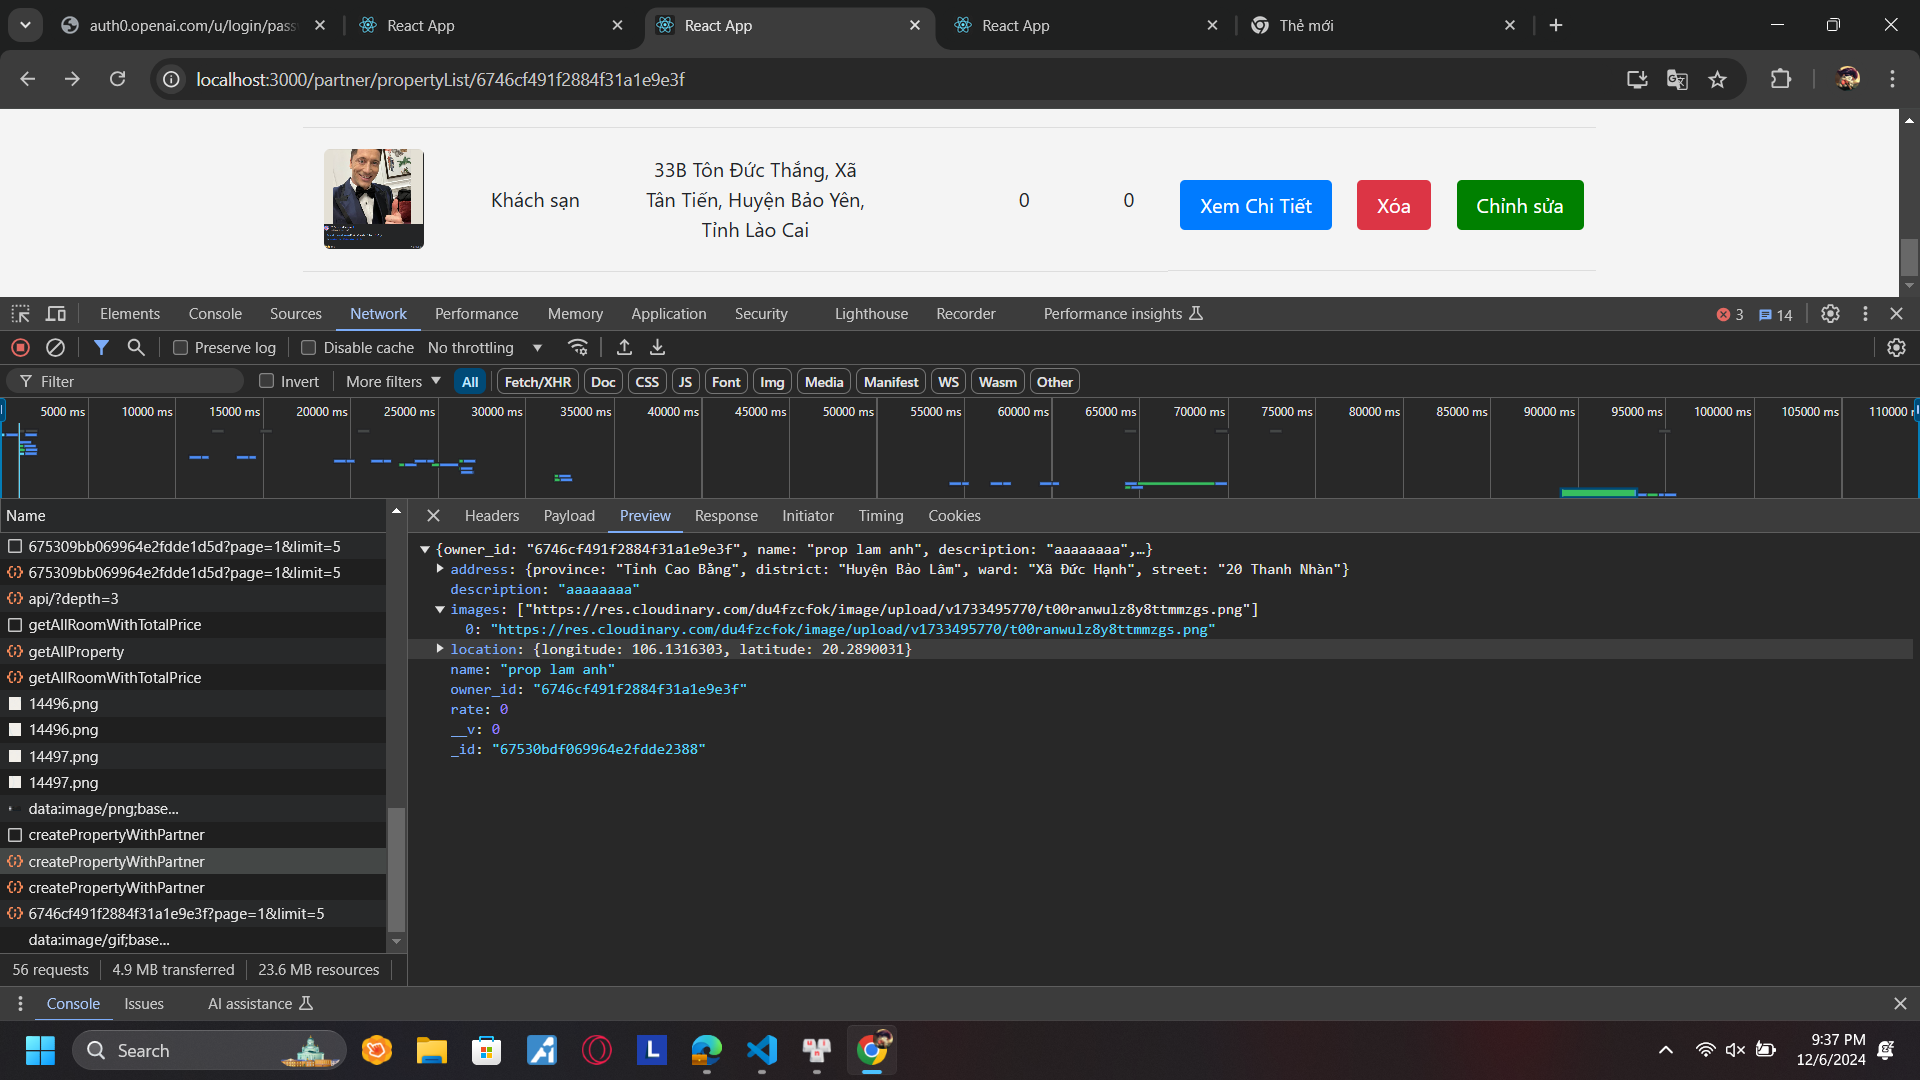 auth0.openai.com/u/login/pass
React App
React App
React App
Thẻ mới
localhost:3000/partner/propertyList/6746cf491f2884f31a1e9e3f
Khách sạn
33B Tôn Đức Thắng, Xã
Tân Tiến, Huyện Bảo Yên,
Tỉnh Lào Cai
0
0
Xem Chi Tiết
Xóa
Chỉnh sửa
Elements Console Sources Network Performance Memory Application Security Lighthouse Recorder Performance insights 3 14
Preserve log Disable cache No throttling
Filter Invert More filters All Fetch/XHR Doc CSS JS Font Img Media Manifest WS Wasm Other
5000 ms 10000 ms 15000 ms 20000 ms 25000 ms 30000 ms 35000 ms 40000 ms 45000 ms 50000 ms 55000 ms 60000 ms 65000 ms 70000 ms 75000 ms 80000 ms 85000 ms 90000 ms 95000 ms 100000 ms 105000 ms 110000
Name
675309bb069964e2fdde1d5d?page=1&limit=5
675309bb069964e2fdde1d5d?page=1&limit=5
api/?depth=3
getAllRoomWithTotalPrice
getAllProperty
getAllRoomWithTotalPrice
14496.png
14496.png
14497.png
14497.png
data:image/png;base...
createPropertyWithPartner
createPropertyWithPartner
createPropertyWithPartner
6746cf491f2884f31a1e9e3f?page=1&limit=5
data:image/gif;base...
56 requests 4.9 MB transferred 23.6 MB resources
Headers Payload Preview Response Initiator Timing Cookies
{owner_id: "6746cf491f2884f31a1e9e3f", name: "prop lam anh", description: "aaaaaaaa",…}
address: {province: "Tỉnh Cao Bằng", district: "Huyện Bảo Lâm", ward: "Xã Đức Hạnh", street: "20 Thanh Nhàn"}
description: "aaaaaaaa"
images: ["https://res.cloudinary.com/du4fzcfok/image/upload/v1733495770/t00ranwulz8y8ttmmzgs.png"]
0: "https://res.cloudinary.com/du4fzcfok/image/upload/v1733495770/t00ranwulz8y8ttmmzgs.png"
location: {longitude: 106.1316303, latitude: 20.2890031}
name: "prop lam anh"
owner_id: "6746cf491f2884f31a1e9e3f"
rate: 0
__v: 0
_id: "67530bdf069964e2fdde2388"
Console Issues AI assistance
Search
L
9:37 PM
12/6/2024